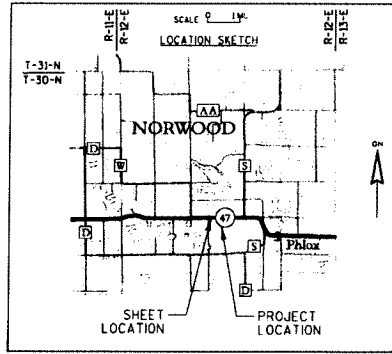 R-11-E
R-12-E
SCALE 0 1 MI.
LOCATION SKETCH
R-12-E
R-13-E
T-31-N
T-30-N
AA
NORWOOD
D
W
S
47
D
S
Phlox
D
SHEET LOCATION
PROJECT LOCATION